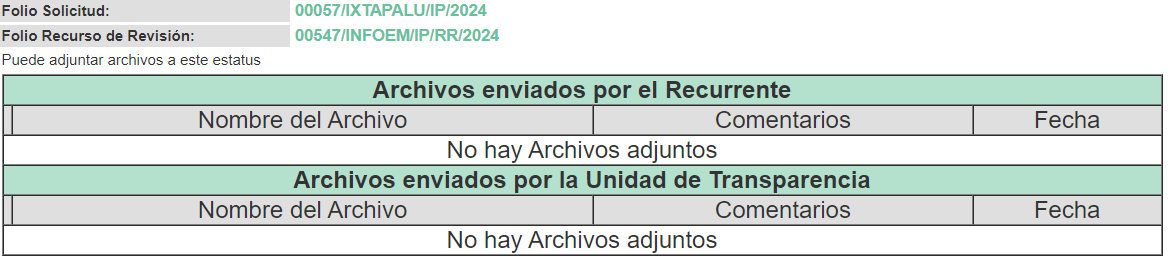 Folio Solicitud: 00057/IXTAPALU/IP/2024
Folio Recurso de Revisión: 00547/INFOEM/IP/RR/2024
Puede adjuntar archivos a este estatus
Archivos enviados por el Recurrente
Nombre del Archivo Comentarios Fecha
No hay Archivos adjuntos
Archivos enviados por la Unidad de Transparencia
Nombre del Archivo Comentarios Fecha
No hay Archivos adjuntos